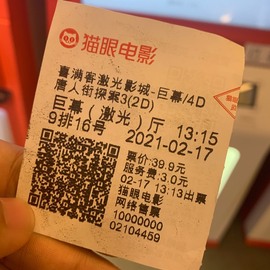 猫眼电影
喜满客激光影城-巨幕/4D
唐人街探案3(2D)
巨幕（激光）厅 13:15
9排16号 2021-02-17
票价:39.9元
服务费:3.0元
02-17 13:13出票
猫眼电影
网络售票
10000000
02104459